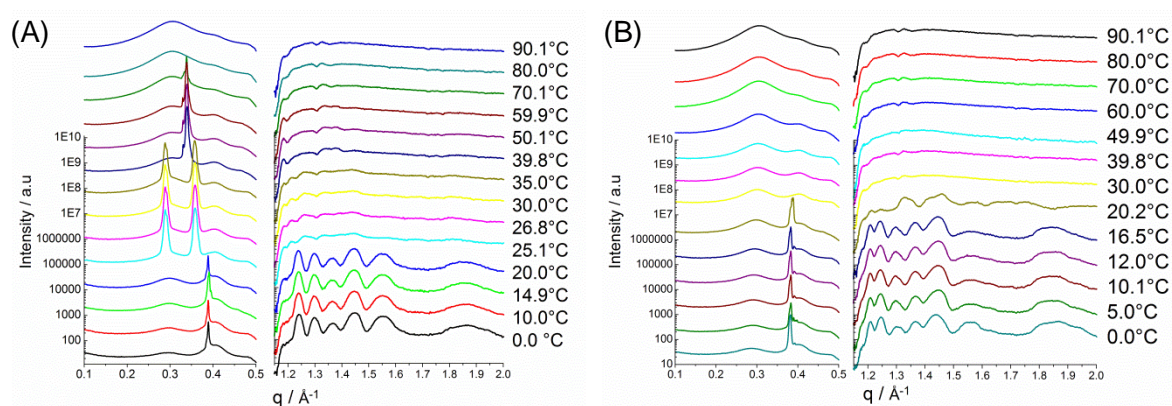 (A)
90.1°C
80.0°C
70.1°C
59.9°C
50.1°C
39.8°C
35.0°C
30.0°C
26.8°C
25.1°C
20.0°C
14.9°C
10.0°C
0.0 °C
Intensity / a.u
1E10
1E9
1E8
1E7
1000000
100000
10000
1000
100
0.1 0.2 0.3 0.4 0.5 1.2 1.3 1.4 1.5 1.6 1.7 1.8 1.9 2.0
q / Å-1
(B)
90.1°C
80.0°C
70.0°C
60.0°C
49.9°C
39.8°C
30.0°C
20.2°C
16.5°C
12.0°C
10.1°C
5.0°C
0.0°C
Intensity / a.u
1E10
1E9
1E8
1E7
1000000
100000
10000
1000
100
10
0.1 0.2 0.3 0.4 0.5 1.2 1.3 1.4 1.5 1.6 1.7 1.8 1.9 2.0
q / Å-1